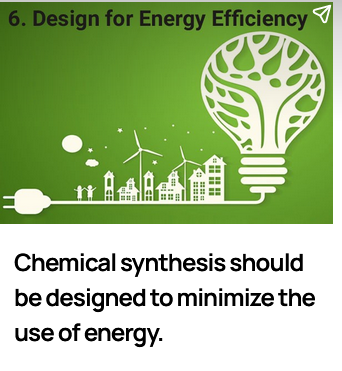 6. Design for Energy Efficiency
Chemical synthesis should
be designed to minimize the
use of energy.